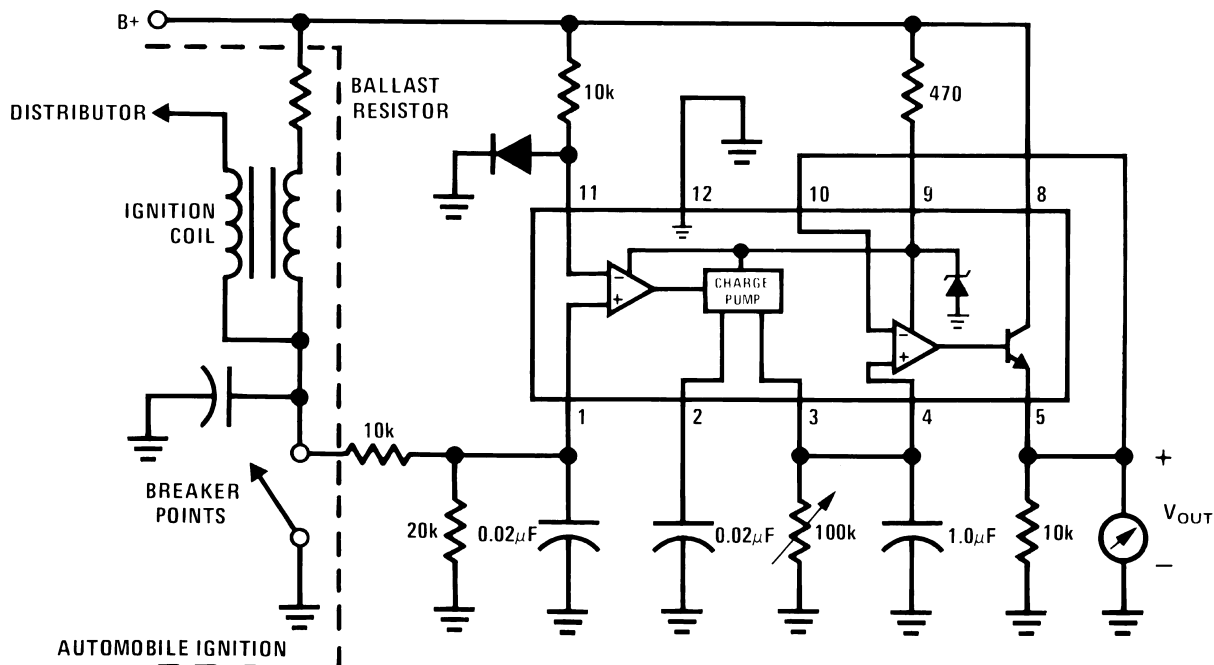 B+
BALLAST
RESISTOR
10k
470
DISTRIBUTOR
11
12
10
9
8
IGNITION
COIL
−
+
CHARGE
PUMP
−
+
1
2
3
4
5
10k
+
BREAKER
POINTS
20k
0.02µF
0.02µF
100k
1.0µF
10k
VOUT
−
AUTOMOBILE IGNITION